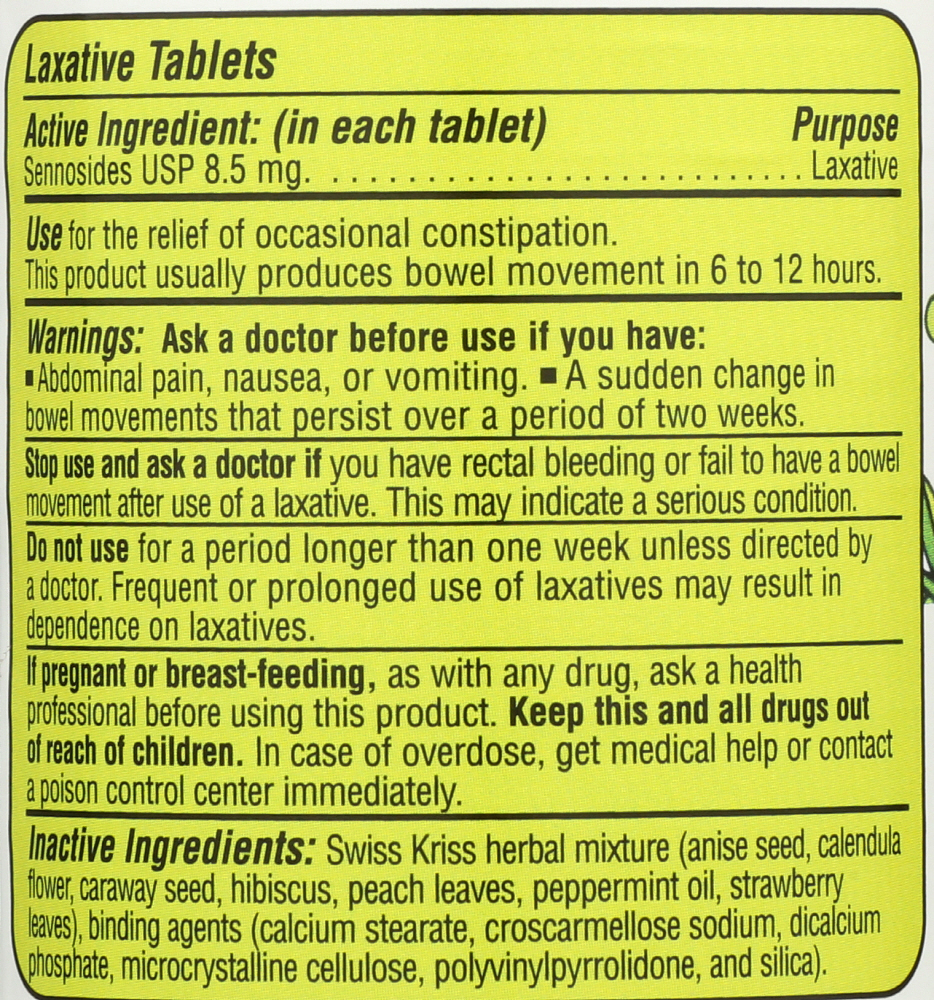 Laxative Tablets
Active Ingredient: (in each tablet) Purpose
Sennosides USP 8.5 mg. . . . . . . . . . . . . . . . . . . . . . . . . . . . Laxative
Use for the relief of occasional constipation.
This product usually produces bowel movement in 6 to 12 hours.
Warnings: Ask a doctor before use if you have:
▪Abdominal pain, nausea, or vomiting. ▪ A sudden change in
bowel movements that persist over a period of two weeks.
Stop use and ask a doctor if you have rectal bleeding or fail to have a bowel
movement after use of a laxative. This may indicate a serious condition.
Do not use for a period longer than one week unless directed by
a doctor. Frequent or prolonged use of laxatives may result in
dependence on laxatives.
If pregnant or breast-feeding, as with any drug, ask a health
professional before using this product. Keep this and all drugs out
of reach of children. In case of overdose, get medical help or contact
a poison control center immediately.
Inactive Ingredients: Swiss Kriss herbal mixture (anise seed, calendula
flower, caraway seed, hibiscus, peach leaves, peppermint oil, strawberry
leaves), binding agents (calcium stearate, croscarmellose sodium, dicalcium
phosphate, microcrystalline cellulose, polyvinylpyrrolidone, and silica).